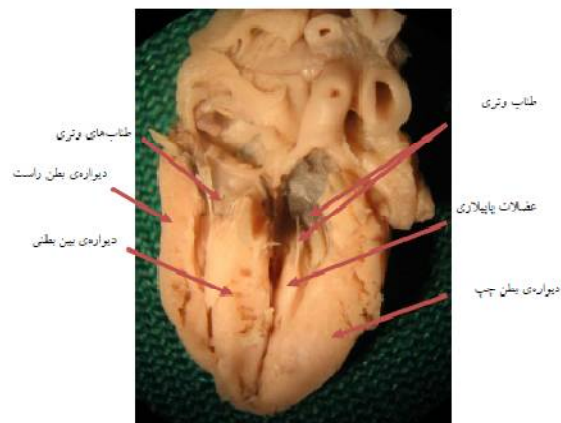 طناب وتری
طناب‌های وتری
دیواره‌ی بطن راست
عضلات پاپیلاری
دیواره‌ی بین بطنی
دیواره‌ی بطن چپ